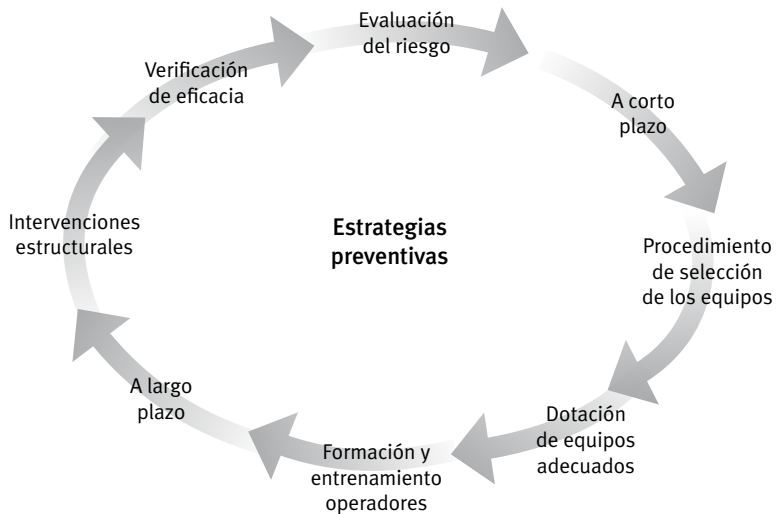 Evaluación
del riesgo
A corto
plazo
Procedimiento
de selección
de los equipos
Dotación
de equipos
adecuados
Formación y
entrenamiento
operadores
A largo
plazo
Intervenciones
estructurales
Verificación
de eficacia
Estrategias
preventivas